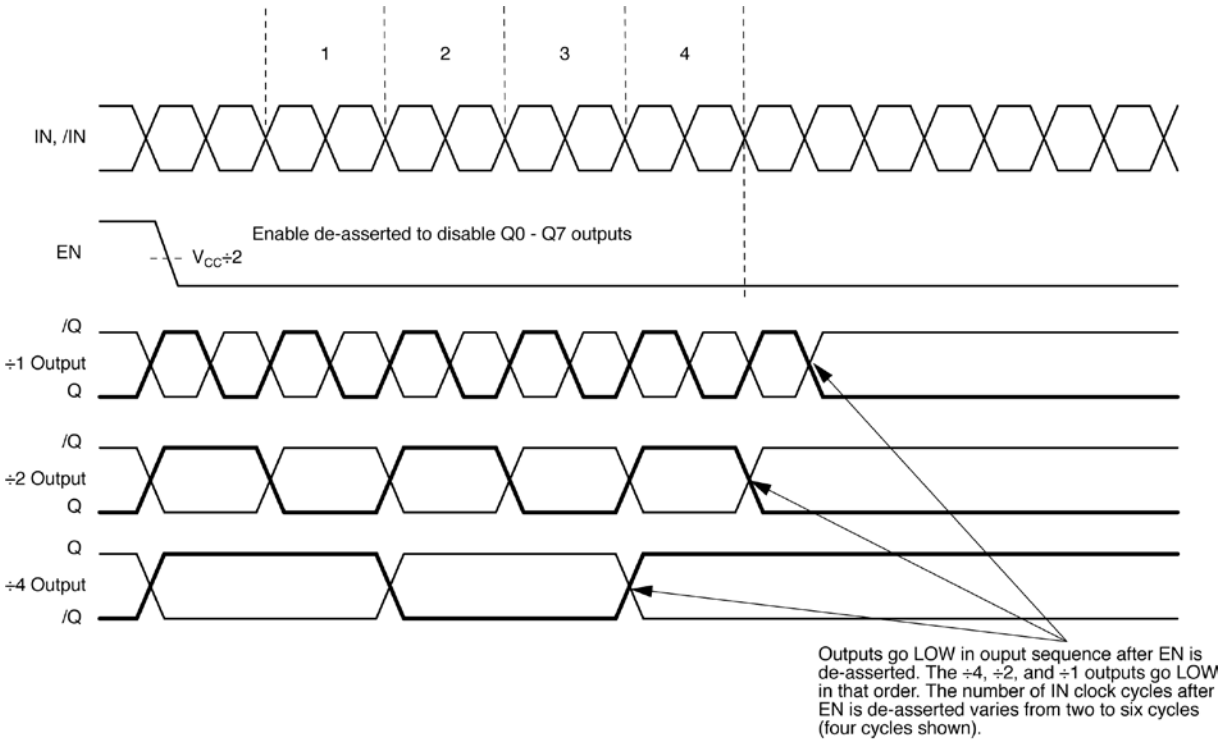 1 2 3 4
IN, /IN
EN
Enable de-asserted to disable Q0 - Q7 outputs
VCC÷2
/Q
÷1 Output
Q
/Q
÷2 Output
Q
Q
÷4 Output
/Q
Outputs go LOW in ouput sequence after EN is
de-asserted. The ÷4, ÷2, and ÷1 outputs go LOW
in that order. The number of IN clock cycles after
EN is de-asserted varies from two to six cycles
(four cycles shown).